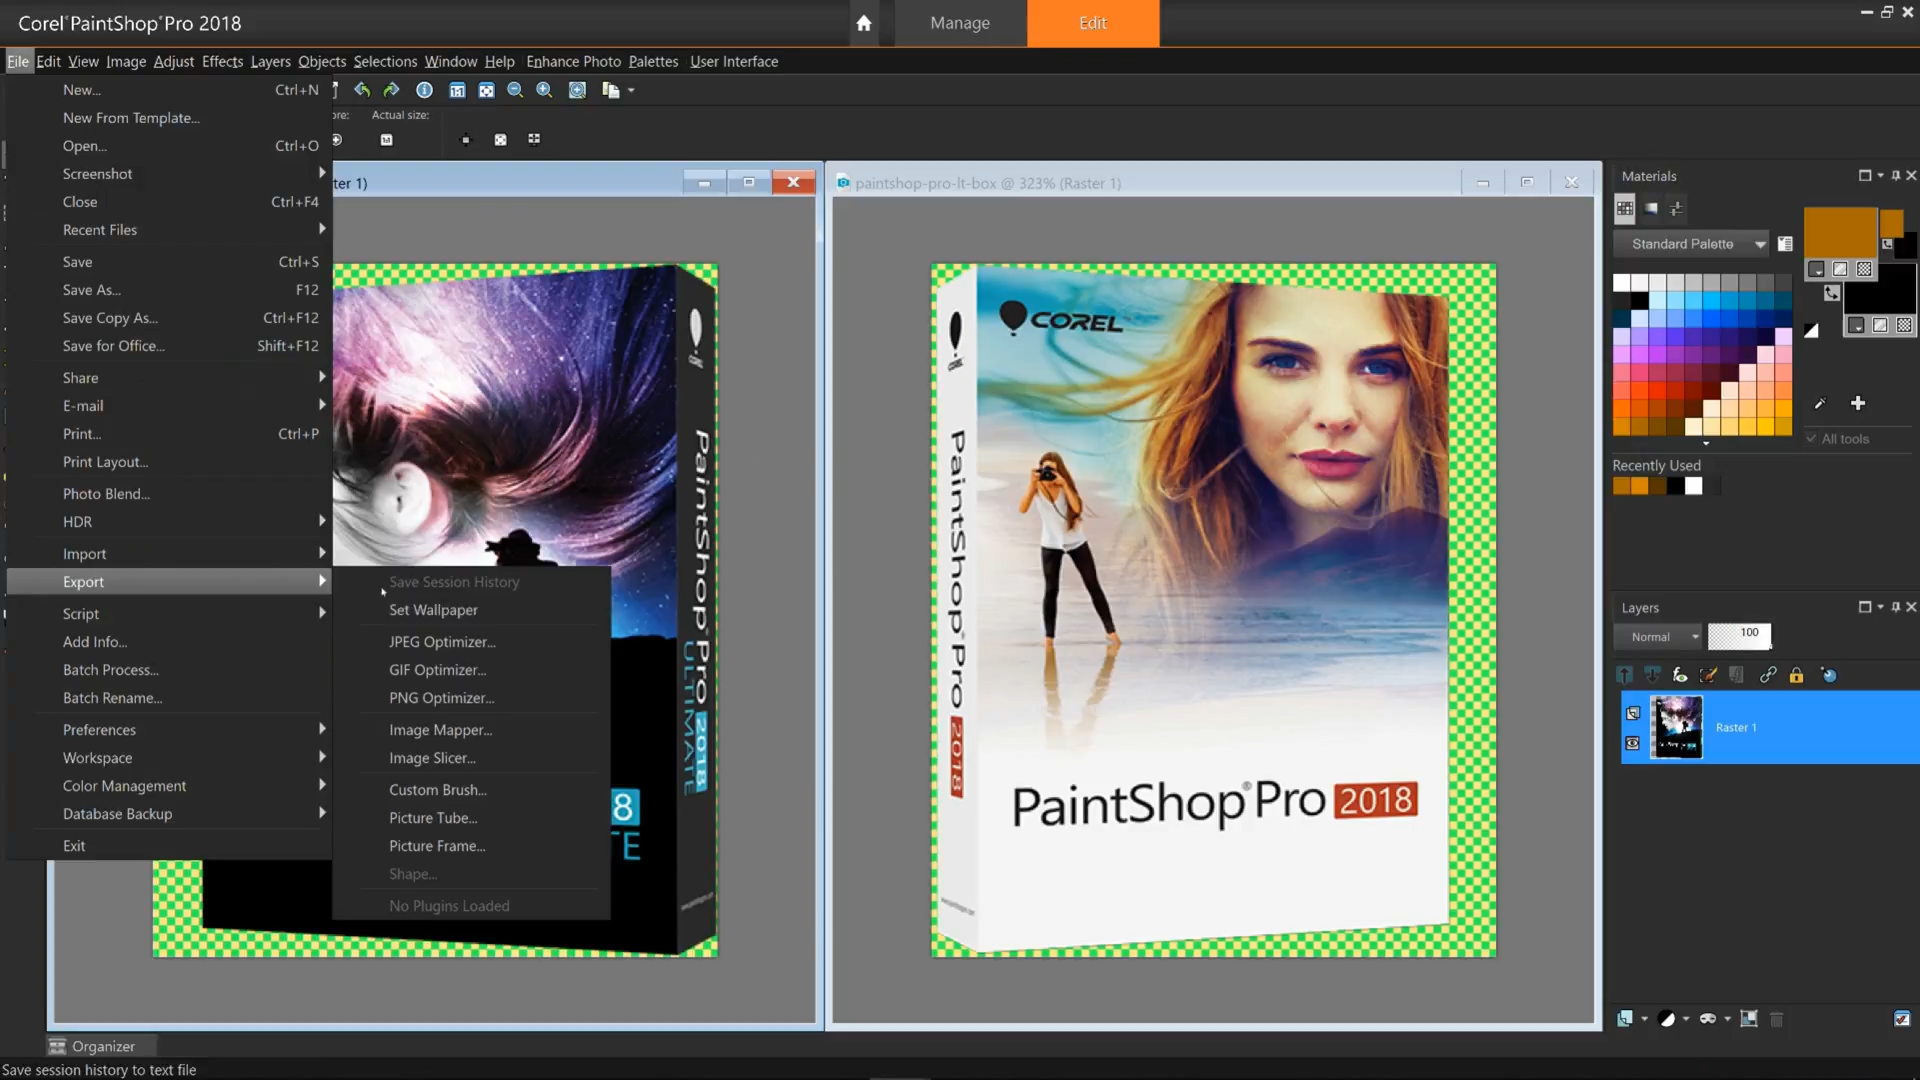 Corel® PaintShop® Pro 2018
Manage
Edit
File Edit View Image Adjust Effects Layers Objects Selections Window Help Enhance Photo Palettes User Interface
New... Ctrl+N
New From Template...
Open... Ctrl+O
Screenshot
Close Ctrl+F4
Recent Files
Save Ctrl+S
Save As... F12
Save Copy As... Ctrl+F12
Save for Office... Shift+F12
Share
E-mail
Print... Ctrl+P
Print Layout...
Photo Blend...
HDR
Import
Export
Script
Add Info...
Batch Process...
Batch Rename...
Preferences
Workspace
Color Management
Database Backup
Exit
Save Session History
Set Wallpaper
JPEG Optimizer...
GIF Optimizer...
PNG Optimizer...
Image Mapper...
Image Slicer...
Custom Brush...
Picture Tube...
Picture Frame...
Shape...
No Plugins Loaded
ore:
Actual size:
ter 1)
COREL
PaintShop® Pro 2018
ULTIMATE
8
TE
paintshop-pro-lt-box @ 323% (Raster 1)
COREL
PaintShop® Pro 2018
COREL
PaintShop® Pro 2018
Materials
Standard Palette
All tools
Recently Used
Layers
Normal
100
Raster 1
Organizer
Save session history to text file